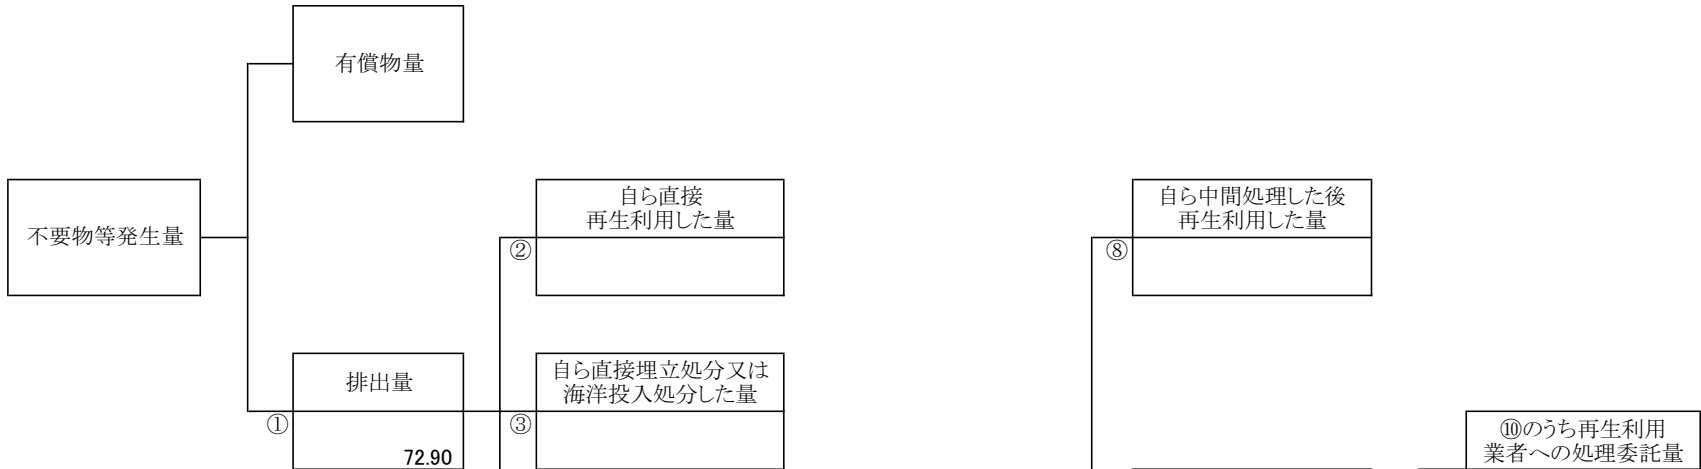 有償物量
不要物等発生量
自ら直接
再生利用した量
②
自ら中間処理した後
再生利用した量
⑧
排出量
①
72.90
自ら直接埋立処分又は
海洋投入処分した量
③
⑩のうち再生利用
業者への処理委託量